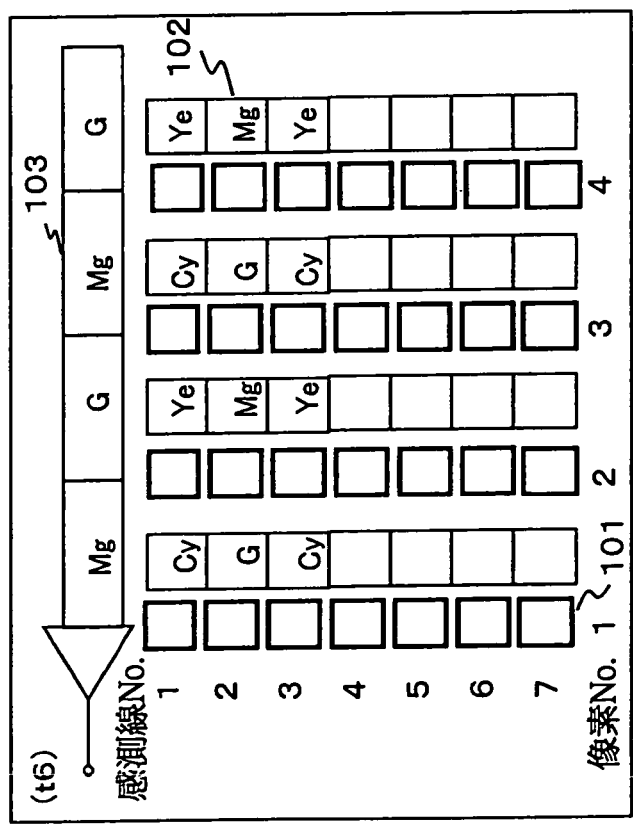 (t6)
103
Mg G Mg G
感測線No.
102
1 Cy Ye Cy Ye
2 G Mg G Mg
3 Cy Ye Cy Ye
4
5
6
7
像素No. 1 2 3 4
101